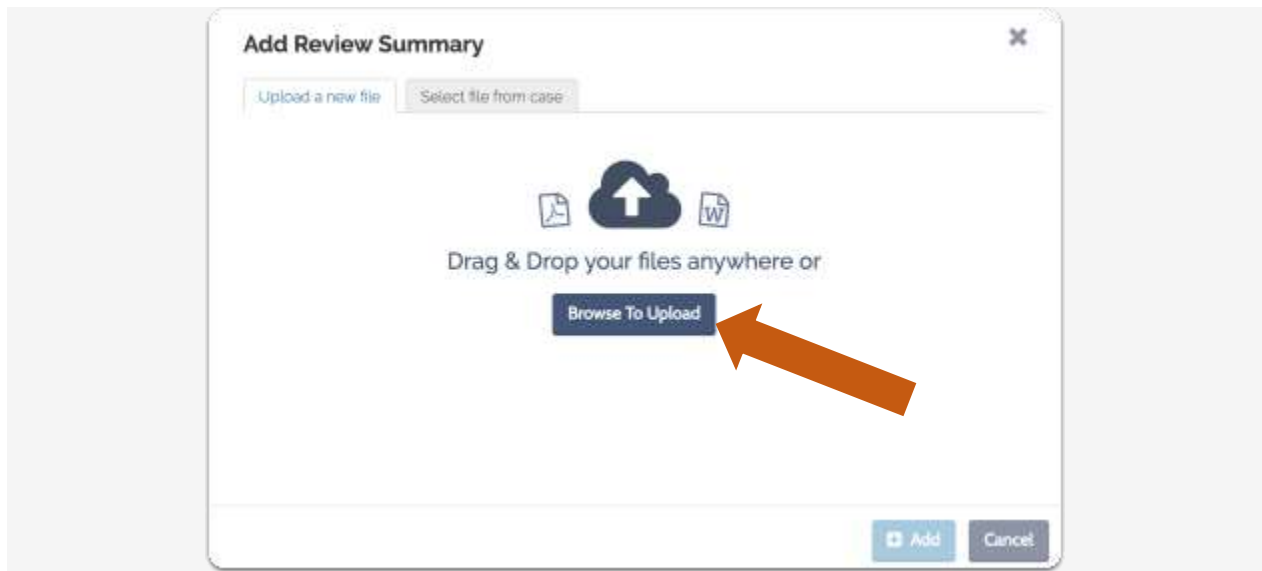 Add Review Summary
Upload a new file
Select file from case
W
Drag & Drop your files anywhere or
Browse To Upload
Add
Cancel